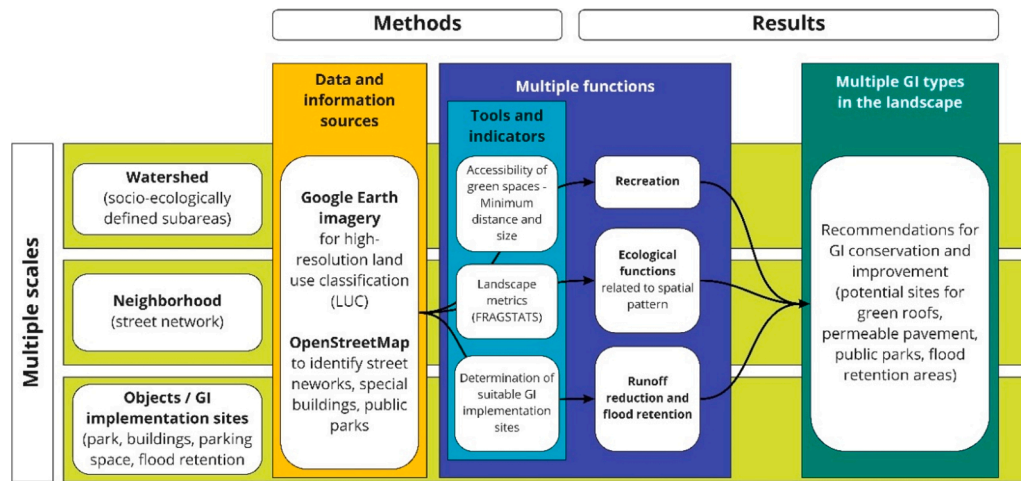 Methods
Results
Data and
information
sources
Multiple functions
Multiple GI types
in the landscape
Tools and
indicators
Multiple scales
Watershed
(socio-ecologically
defined subareas)
Neighborhood
(street network)
Objects / GI
implementation sites
(park, buildings, parking
space, flood retention
Google Earth
imagery
for high-
resolution land
use classification
(LUC)
OpenStreetMap
to identify street
neworks, special
buildings, public
parks
Accessibility of
green spaces -
Minimum
distance and
size
Landscape
metrics
(FRAGSTATS)
Determination of
suitable GI
implementation
sites
Recreation
Ecological
functions
related to spatial
pattern
Runoff
reduction and
flood retention
Recommendations for
GI conservation and
improvement
(potential sites for
green roofs,
permeable pavement,
public parks, flood
retention areas)